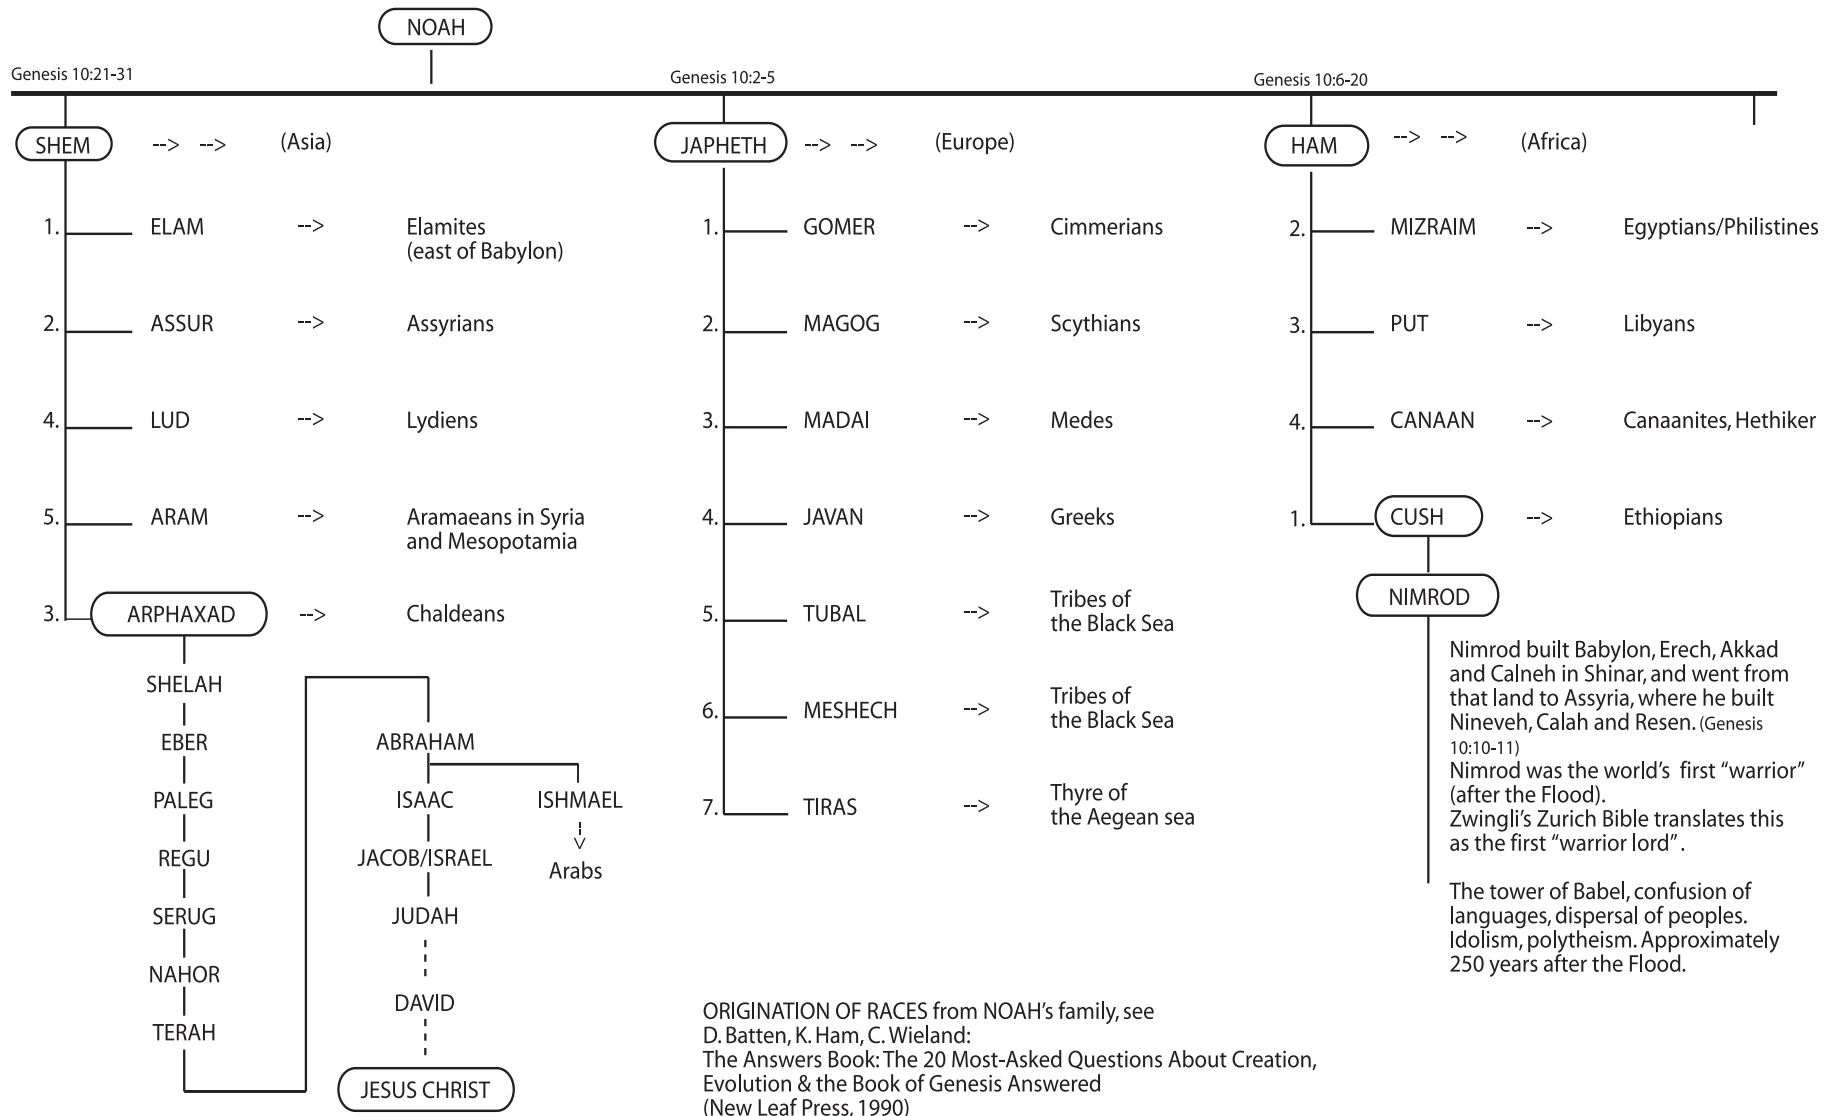 NOAH
Genesis 10:21-31
Genesis 10:2-5
Genesis 10:6-20
SHEM --> --> (Asia)
1. ELAM --> Elamites
(east of Babylon)
2. ASSUR --> Assyrians
4. LUD --> Lydiens
5. ARAM --> Aramaeans in Syria
and Mesopotamia
3. ARPHAXAD --> Chaldeans
SHELAH
EBER
PALEG
REGU
SERUG
NAHOR
TERAH
ABRAHAM
ISAAC
ISHMAEL
JACOB/ISRAEL
Arabs
JUDAH
DAVID
JESUS CHRIST
JAPHETH --> --> (Europe)
1. GOMER --> Cimmerians
2. MAGOG --> Scythians
3. MADAI --> Medes
4. JAVAN --> Greeks
5. TUBAL --> Tribes of
the Black Sea
6. MESHECH --> Tribes of
the Black Sea
7. TIRAS --> Thyre of
the Aegean sea
HAM --> --> (Africa)
2. MIZRAIM --> Egyptians/Philistines
3. PUT --> Libyans
4. CANAAN --> Canaanites, Hethiker
1. CUSH --> Ethiopians
NIMROD
Nimrod built Babylon, Erech, Akkad
and Calneh in Shinar, and went from
that land to Assyria, where he built
Nineveh, Calah and Resen. (Genesis
10:10-11)
Nimrod was the world's first “warrior”
(after the Flood).
Zwingli's Zurich Bible translates this
as the first “warrior lord”.
The tower of Babel, confusion of
languages, dispersal of peoples.
Idolism, polytheism. Approximately
250 years after the Flood.
ORIGINATION OF RACES from NOAH's family, see
D. Batten, K. Ham, C. Wieland:
The Answers Book: The 20 Most-Asked Questions About Creation,
Evolution & the Book of Genesis Answered
(New Leaf Press, 1990)